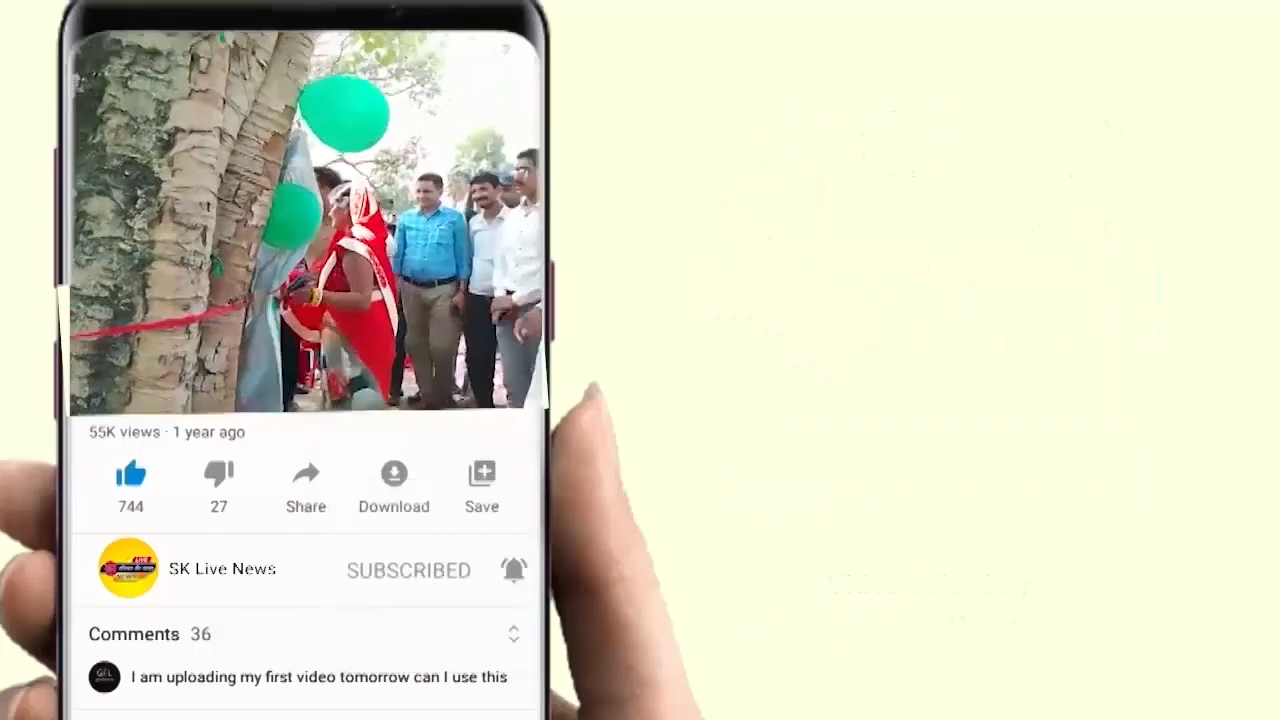 55K views · 1 year ago
744
27
Share
Download
Save
SK Live News
SUBSCRIBED
Comments 36
GFL
I am uploading my first video tomorrow can I use this